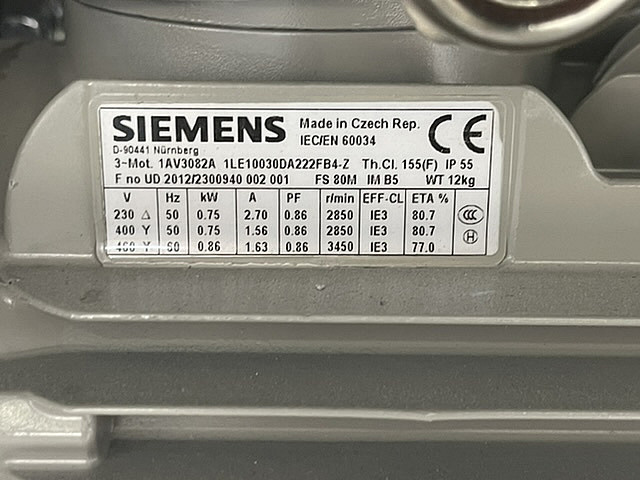 SIEMENS
Made in Czech Rep.
IEC/EN 60034
CE
D-90441 Nürnberg
3~Mot. 1AV3082A 1LE10030DA222FB4-Z Th.Cl. 155(F) IP 55
F no UD 2012/2300940 002 001 FS 80M IM B5 WT 12kg
V Hz kW A PF r/min EFF-CL ETA %
230 Δ 50 0.75 2.70 0.86 2850 IE3 80.7
400 Y 50 0.75 1.56 0.86 2850 IE3 80.7
460 Y 60 0.86 1.63 0.86 3450 IE3 77.0
CCC
H